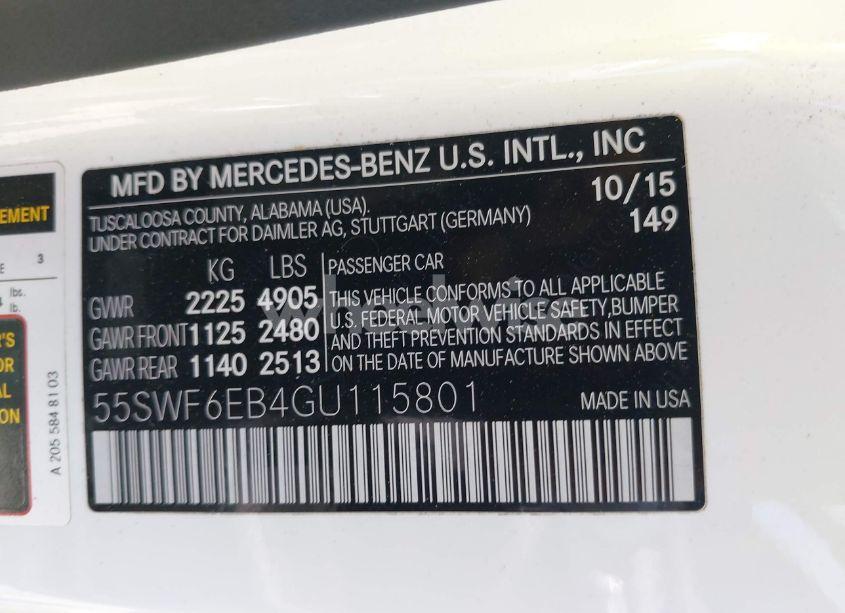 MFD BY MERCEDES-BENZ U.S. INTL., INC
TUSCALOOSA COUNTY, ALABAMA (USA).
UNDER CONTRACT FOR DAIMLER AG, STUTTGART (GERMANY)
10/15
149
KG LBS
GVWR 2225 4905
GAWR FRONT 1125 2480
GAWR REAR 1140 2513
PASSENGER CAR
THIS VEHICLE CONFORMS TO ALL APPLICABLE
U.S. FEDERAL MOTOR VEHICLE SAFETY, BUMPER
AND THEFT PREVENTION STANDARDS IN EFFECT
ON THE DATE OF MANUFACTURE SHOWN ABOVE
55SWF6EB4GU115801
MADE IN USA
EMENT
3
lbs.
lb.
A 205 584 81 03